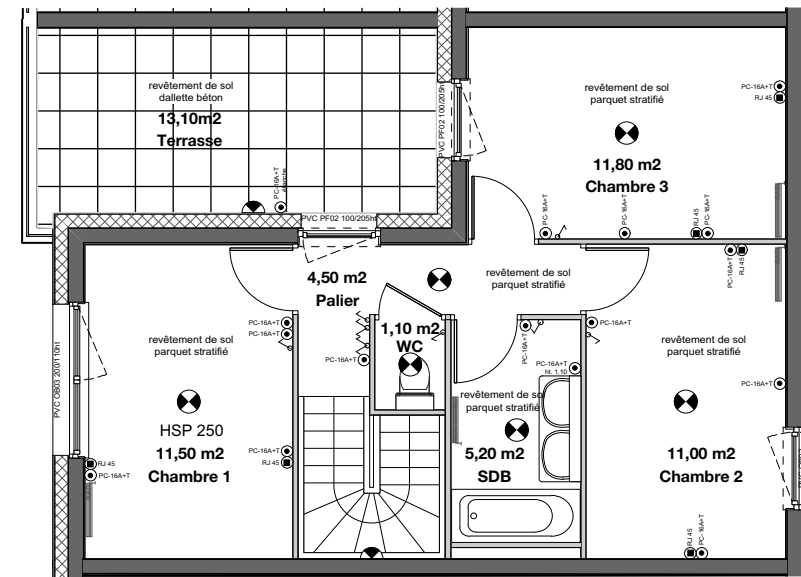 revêtement de sol
dallette béton
13,10m2
Terrasse
PC-16A+T
étanche
PVC PF02 100/205ht
PVC PF02 100/205ht
revêtement de sol
parquet stratifié
11,80 m2
Chambre 3
PC-16A+T
RJ 45
PC-16A+T
PC-16A+T
RJ 45
PC-16A+T
4,50 m2
Palier
revêtement de sol
parquet stratifié
PC-16A+T
RJ 45
1,10 m2
WC
PC-16A+T
PVC OB03 200/110ht
revêtement de sol
parquet stratifié
HSP 250
11,50 m2
Chambre 1
PC-16A+T
PC-16A+T
PC-16A+T
RJ 45
RJ 45
PC-16A+T
PC-16A+T
PC-16A+T
ht. 1,10
revêtement de sol
parquet stratifié
5,20 m2
SDB
PC-16A+T
revêtement de sol
parquet stratifié
PC-16A+T
11,00 m2
Chambre 2
RJ 45
PC-16A+T